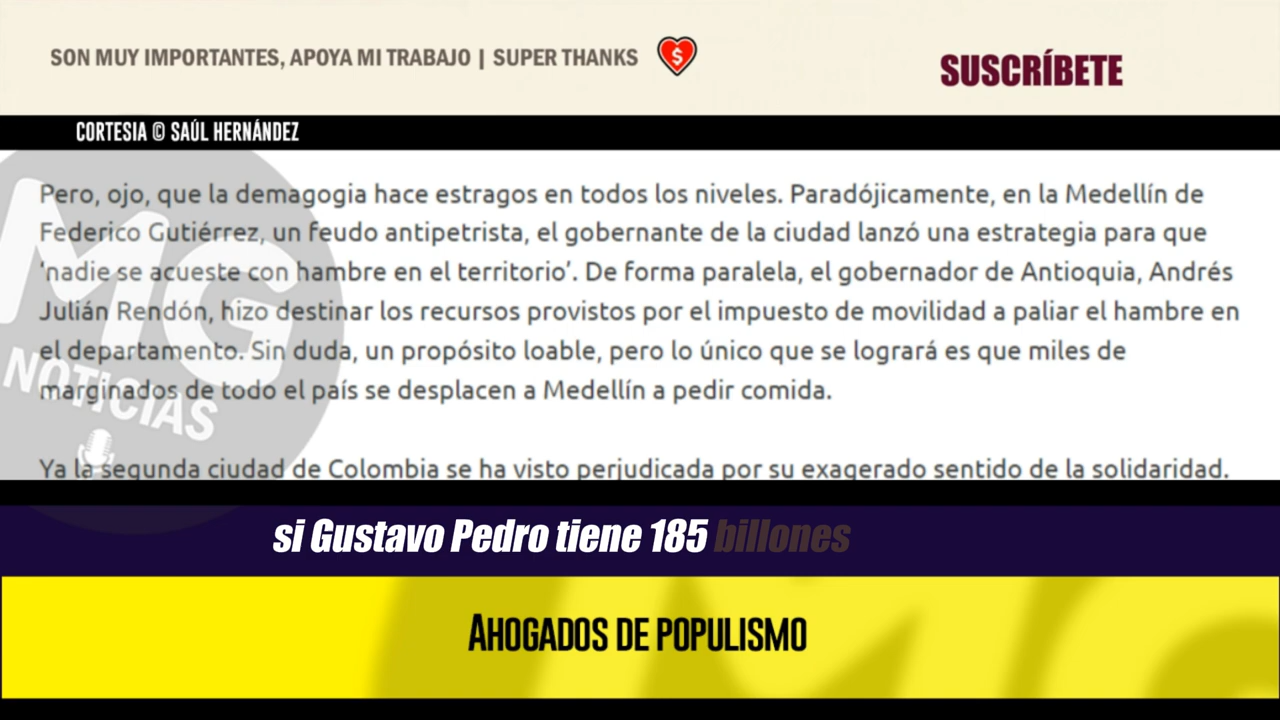 SON MUY IMPORTANTES, APOYA MI TRABAJO | SUPER THANKS $
SUSCRÍBETE
CORTESIA © SAÚL HERNÁNDEZ
Pero, ojo, que la demagogia hace estragos en todos los niveles. Paradójicamente, en la Medellín de
Federico Gutiérrez, un feudo antipetrista, el gobernante de la ciudad lanzó una estrategia para que
'nadie se acueste con hambre en el territorio'. De forma paralela, el gobernador de Antioquia, Andrés
Julián Rendón, hizo destinar los recursos provistos por el impuesto de movilidad a paliar el hambre en
el departamento. Sin duda, un propósito loable, pero lo único que se logrará es que miles de
marginados de todo el país se desplacen a Medellín a pedir comida.
Ya la segunda ciudad de Colombia se ha visto perjudicada por su exagerado sentido de la solidaridad.
MG
NOTICIAS
si Gustavo Pedro tiene 185 billones
AHOGADOS DE POPULISMO